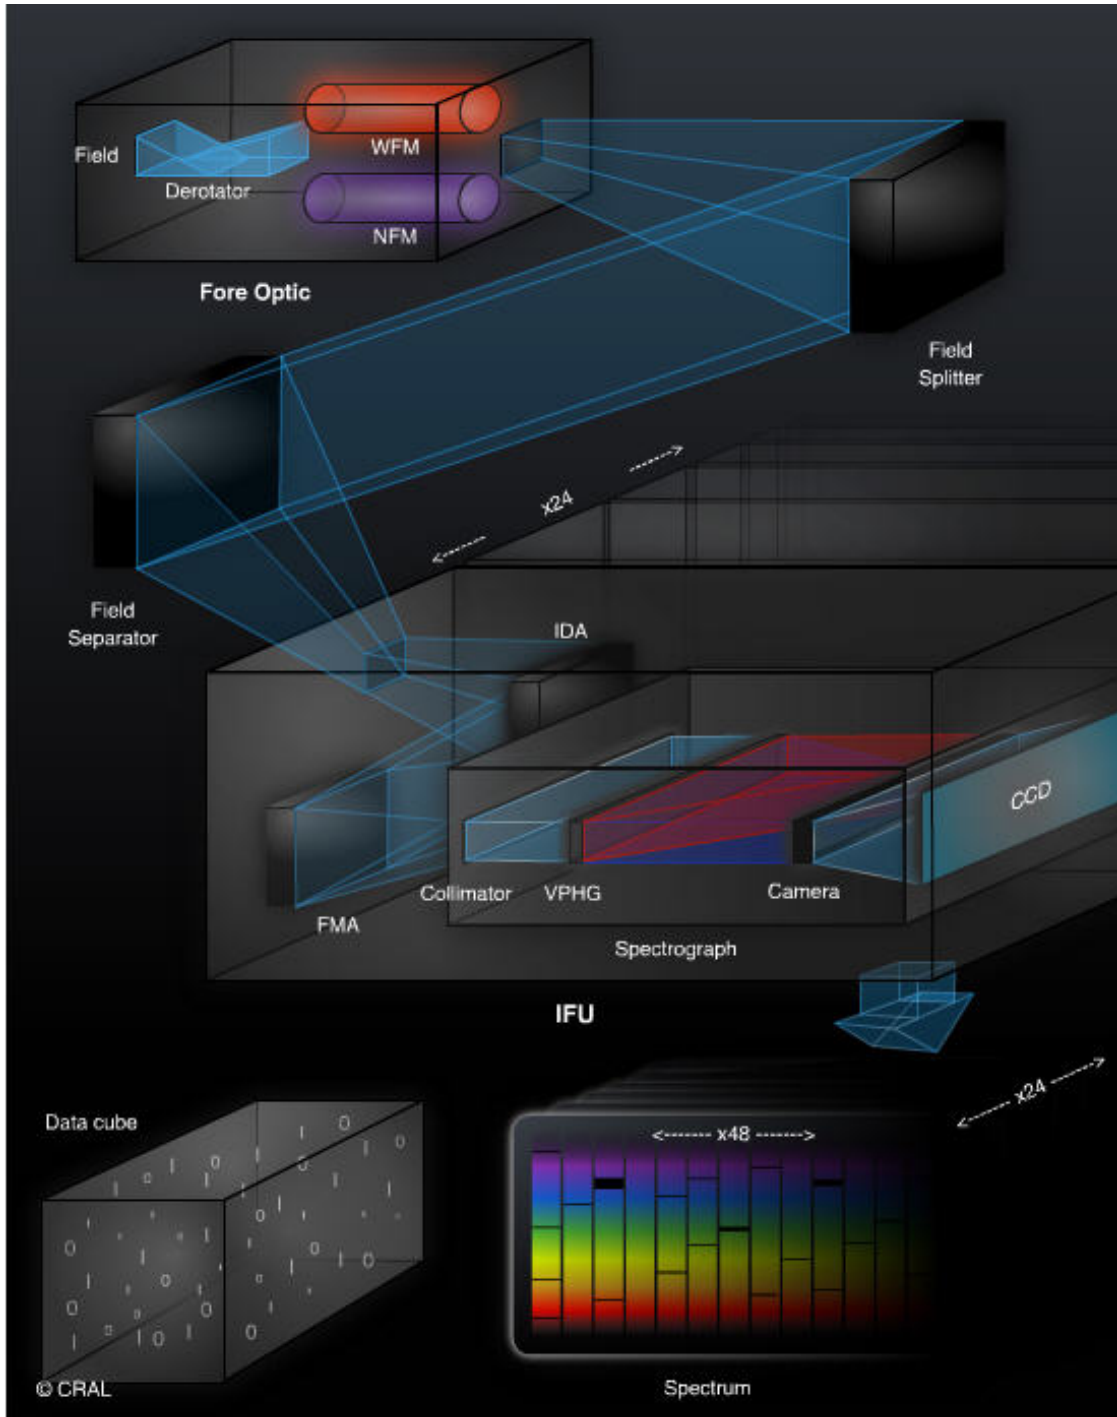 WFM
Field
Derotator
NFM
Fore Optic
Field
Splitter
x24
Field
Separator
IDA
CCD
Collimator
VPHG
Camera
FMA
Spectrograph
IFU
x24
Data cube
x48
© CRAL
Spectrum